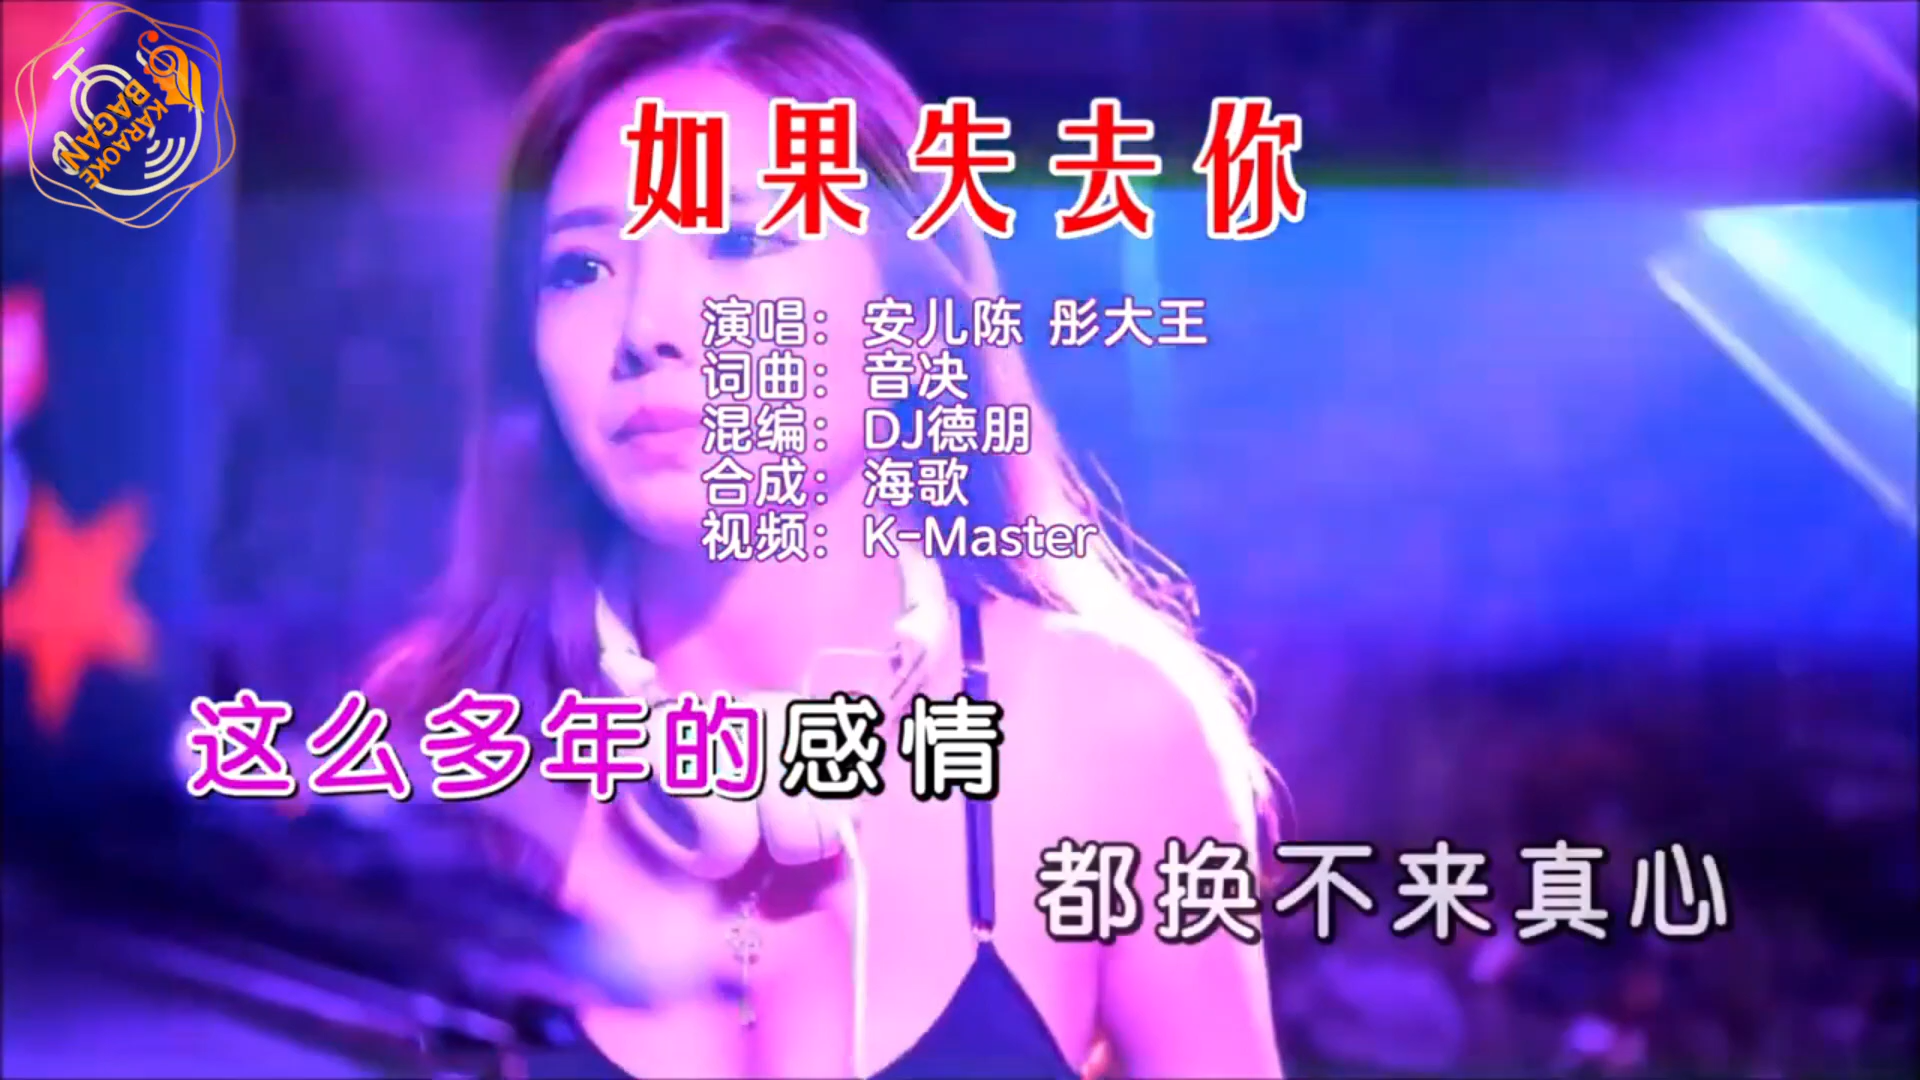 KARAOKE
BAGAN
如果失去你
演唱：安儿陈 彤大王
词曲：音决
混编：DJ德朋
合成：海歌
视频：K-Master
这么多年的感情
都换不来真心